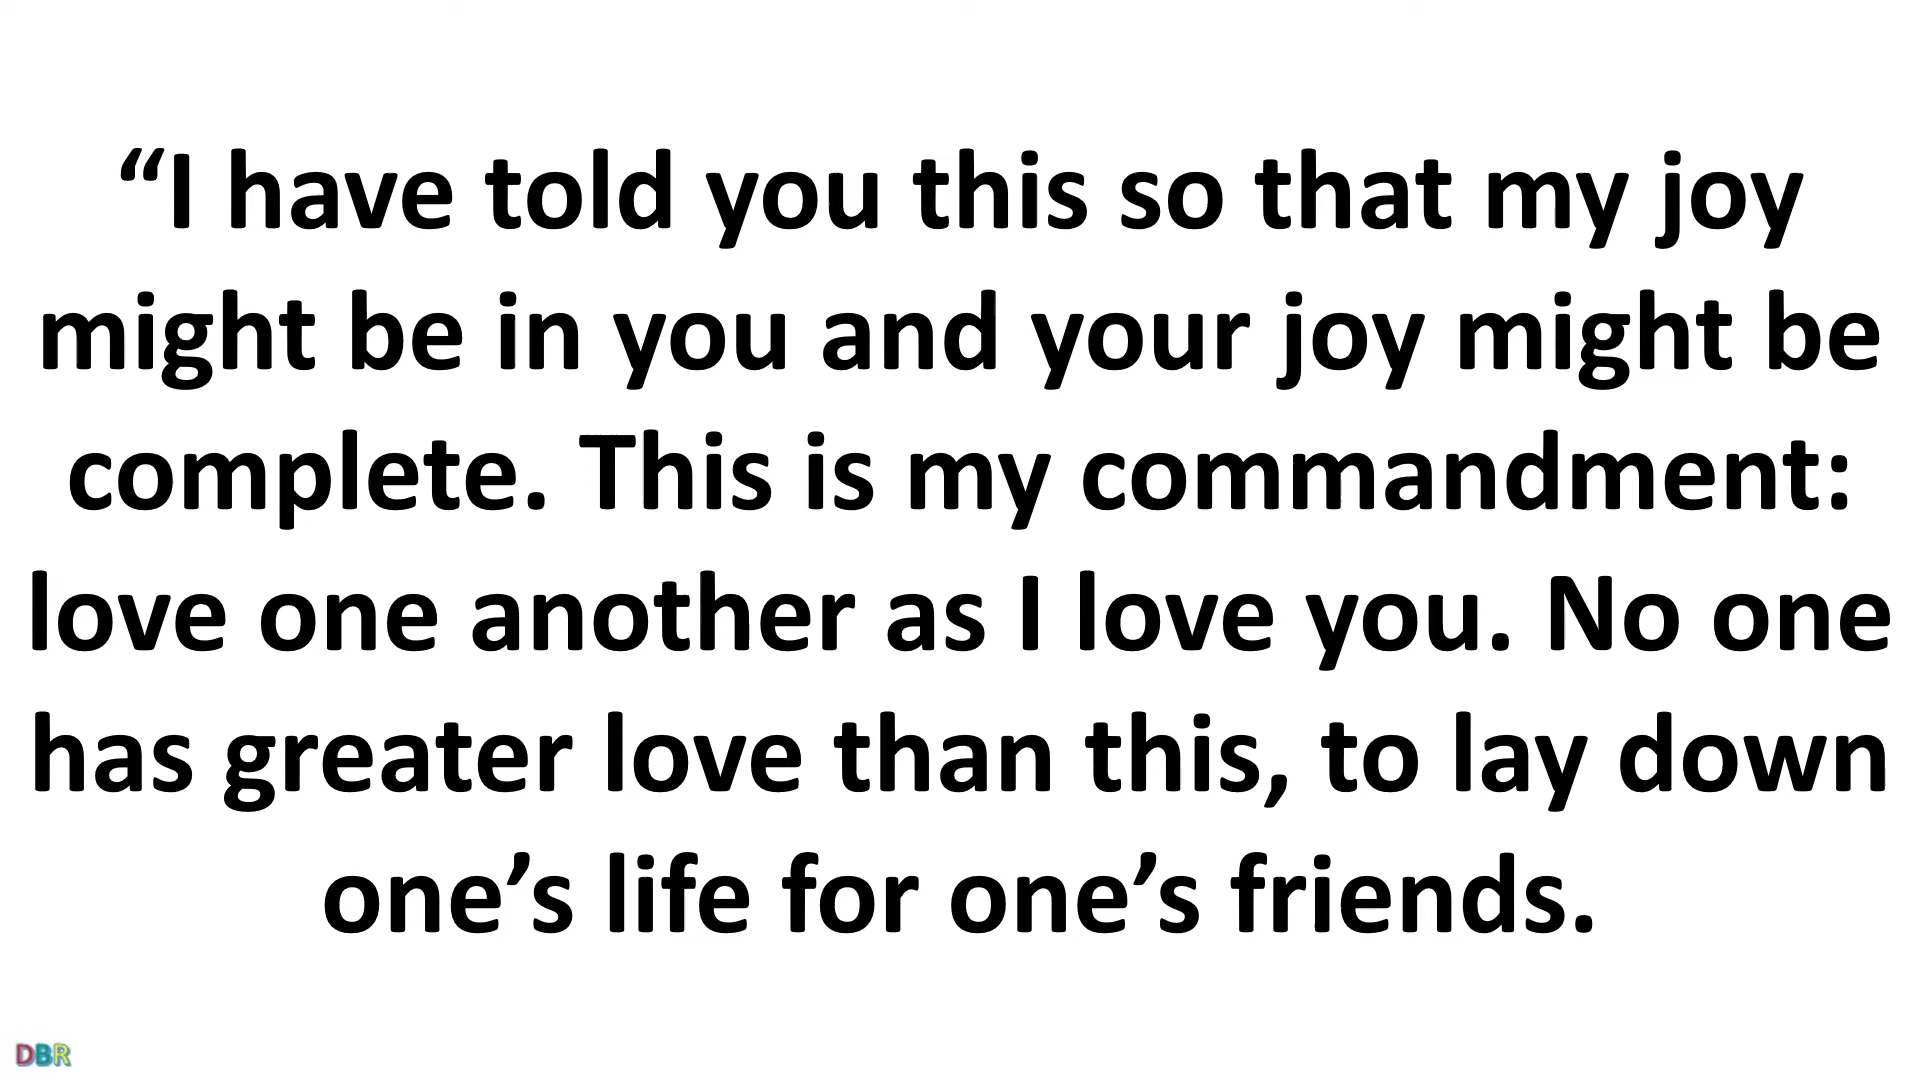 “I have told you this so that my joy
might be in you and your joy might be
complete. This is my commandment:
love one another as I love you. No one
has greater love than this, to lay down
one’s life for one’s friends.
DBR